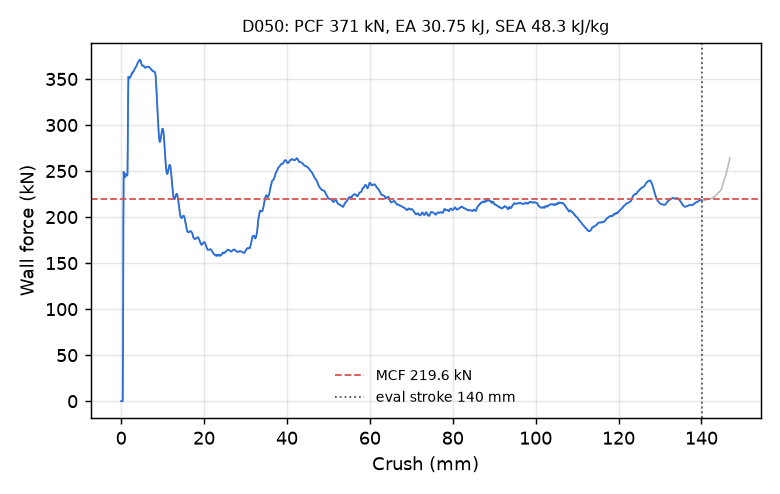 D050: PCF 371 kN, EA 30.75 kJ, SEA 48.3 kJ/kg
Wall force (kN)
350
300
250
200
150
100
50
0
MCF 219.6 kN
eval stroke 140 mm
0 20 40 60 80 100 120 140
Crush (mm)